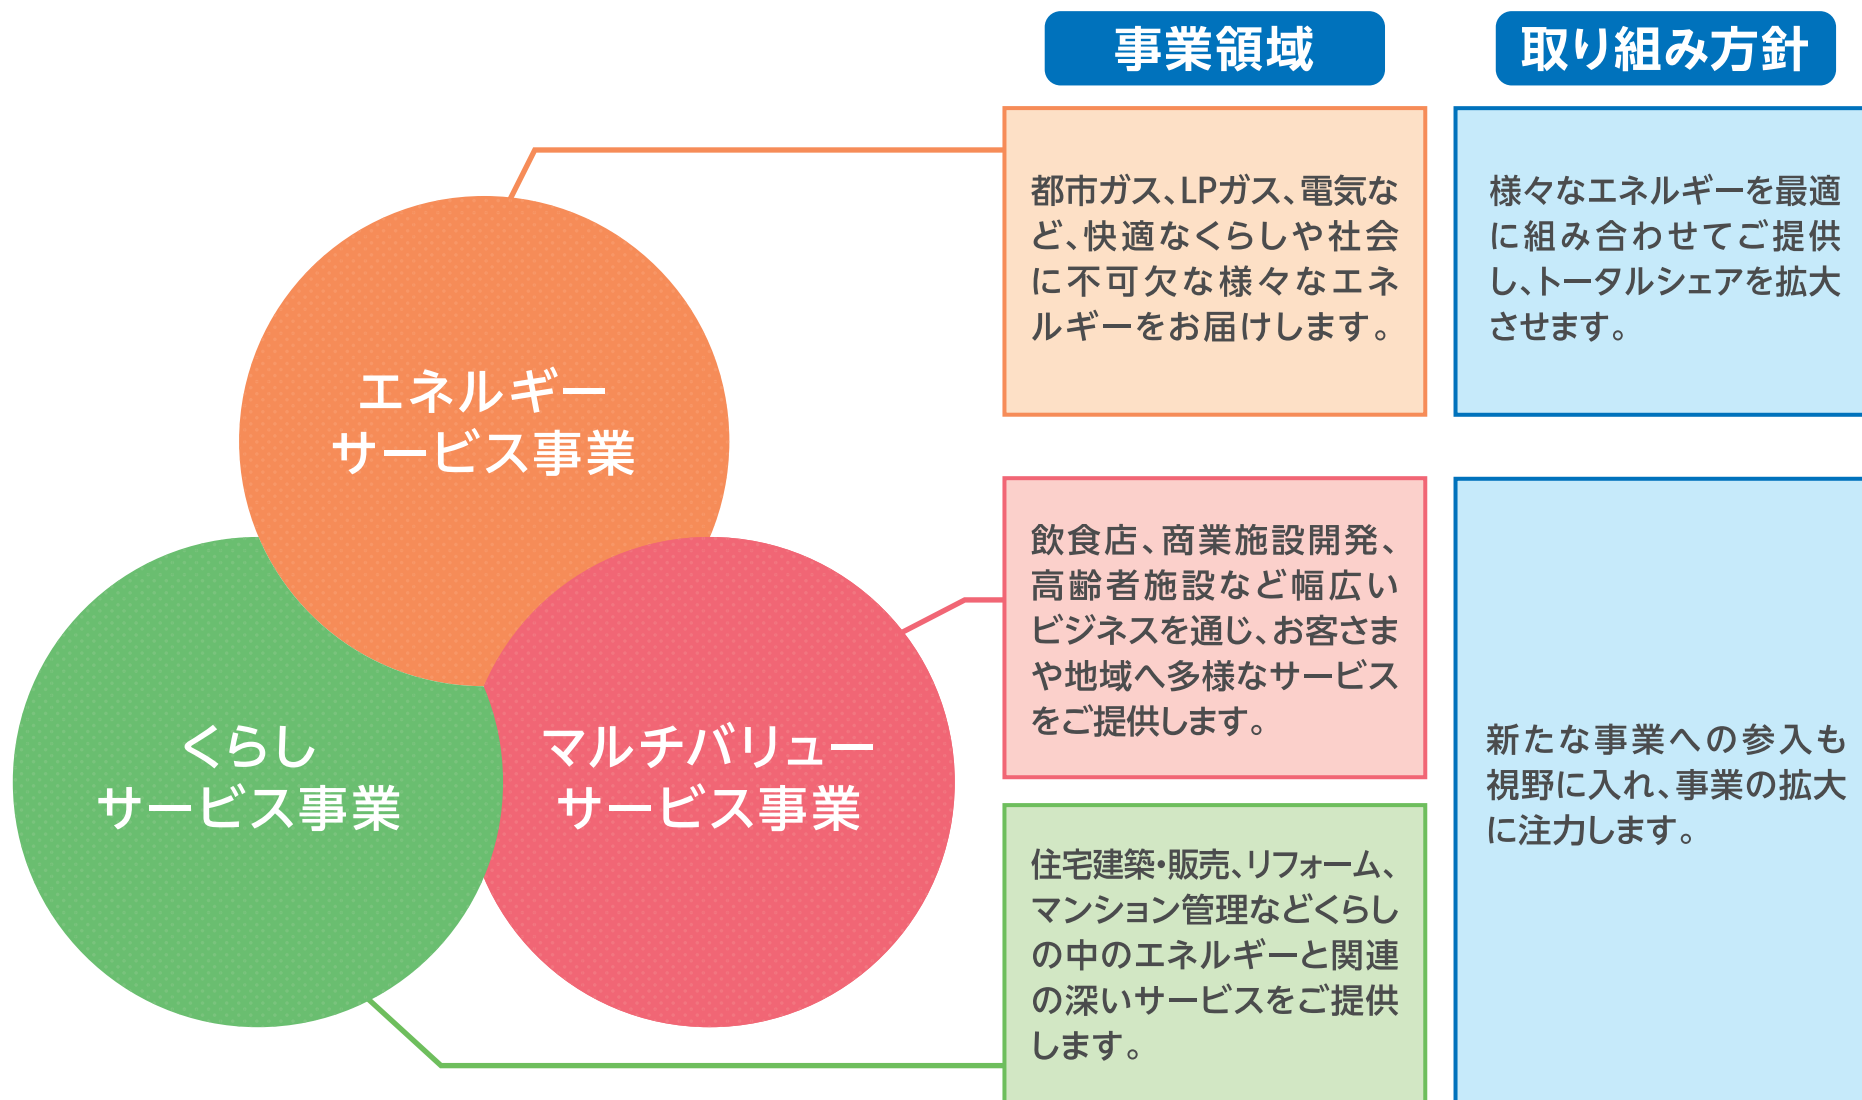 事業領域
取り組み方針
エネルギー
サービス事業
くらし
サービス事業
マルチバリュー
サービス事業
都市ガス、LPガス、電気な
ど、快適なくらしや社会
に不可欠な様々なエネ
ルギーをお届けします。
様々なエネルギーを最適
に組み合わせてご提供
し、トータルシェアを拡大
させます。
飲食店、商業施設開発、
高齢者施設など幅広い
ビジネスを通じ、お客さま
や地域へ多様なサービス
をご提供します。
住宅建築・販売、リフォーム、
マンション管理などくらし
の中のエネルギーと関連
の深いサービスをご提供
します。
新たな事業への参入も
視野に入れ、事業の拡大
に注力します。